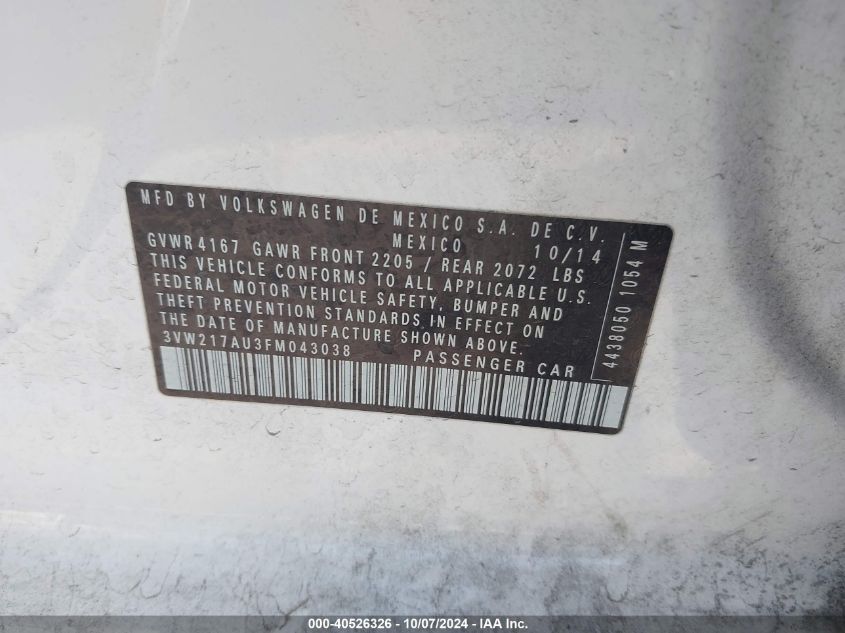 MFD BY VOLKSWAGEN DE MEXICO S.A. DE C.V.
MEXICO 10/14
GVWR 4167 GAWR FRONT 2205 / REAR 2072 LBS
THIS VEHICLE CONFORMS TO ALL APPLICABLE U.S.
FEDERAL MOTOR VEHICLE SAFETY, BUMPER AND
THEFT PREVENTION STANDARDS IN EFFECT ON
THE DATE OF MANUFACTURE SHOWN ABOVE.
3VW217AU3FM043038 PASSENGER CAR
4438050 1054 M
000-40526326 - 10/07/2024 - IAA Inc.